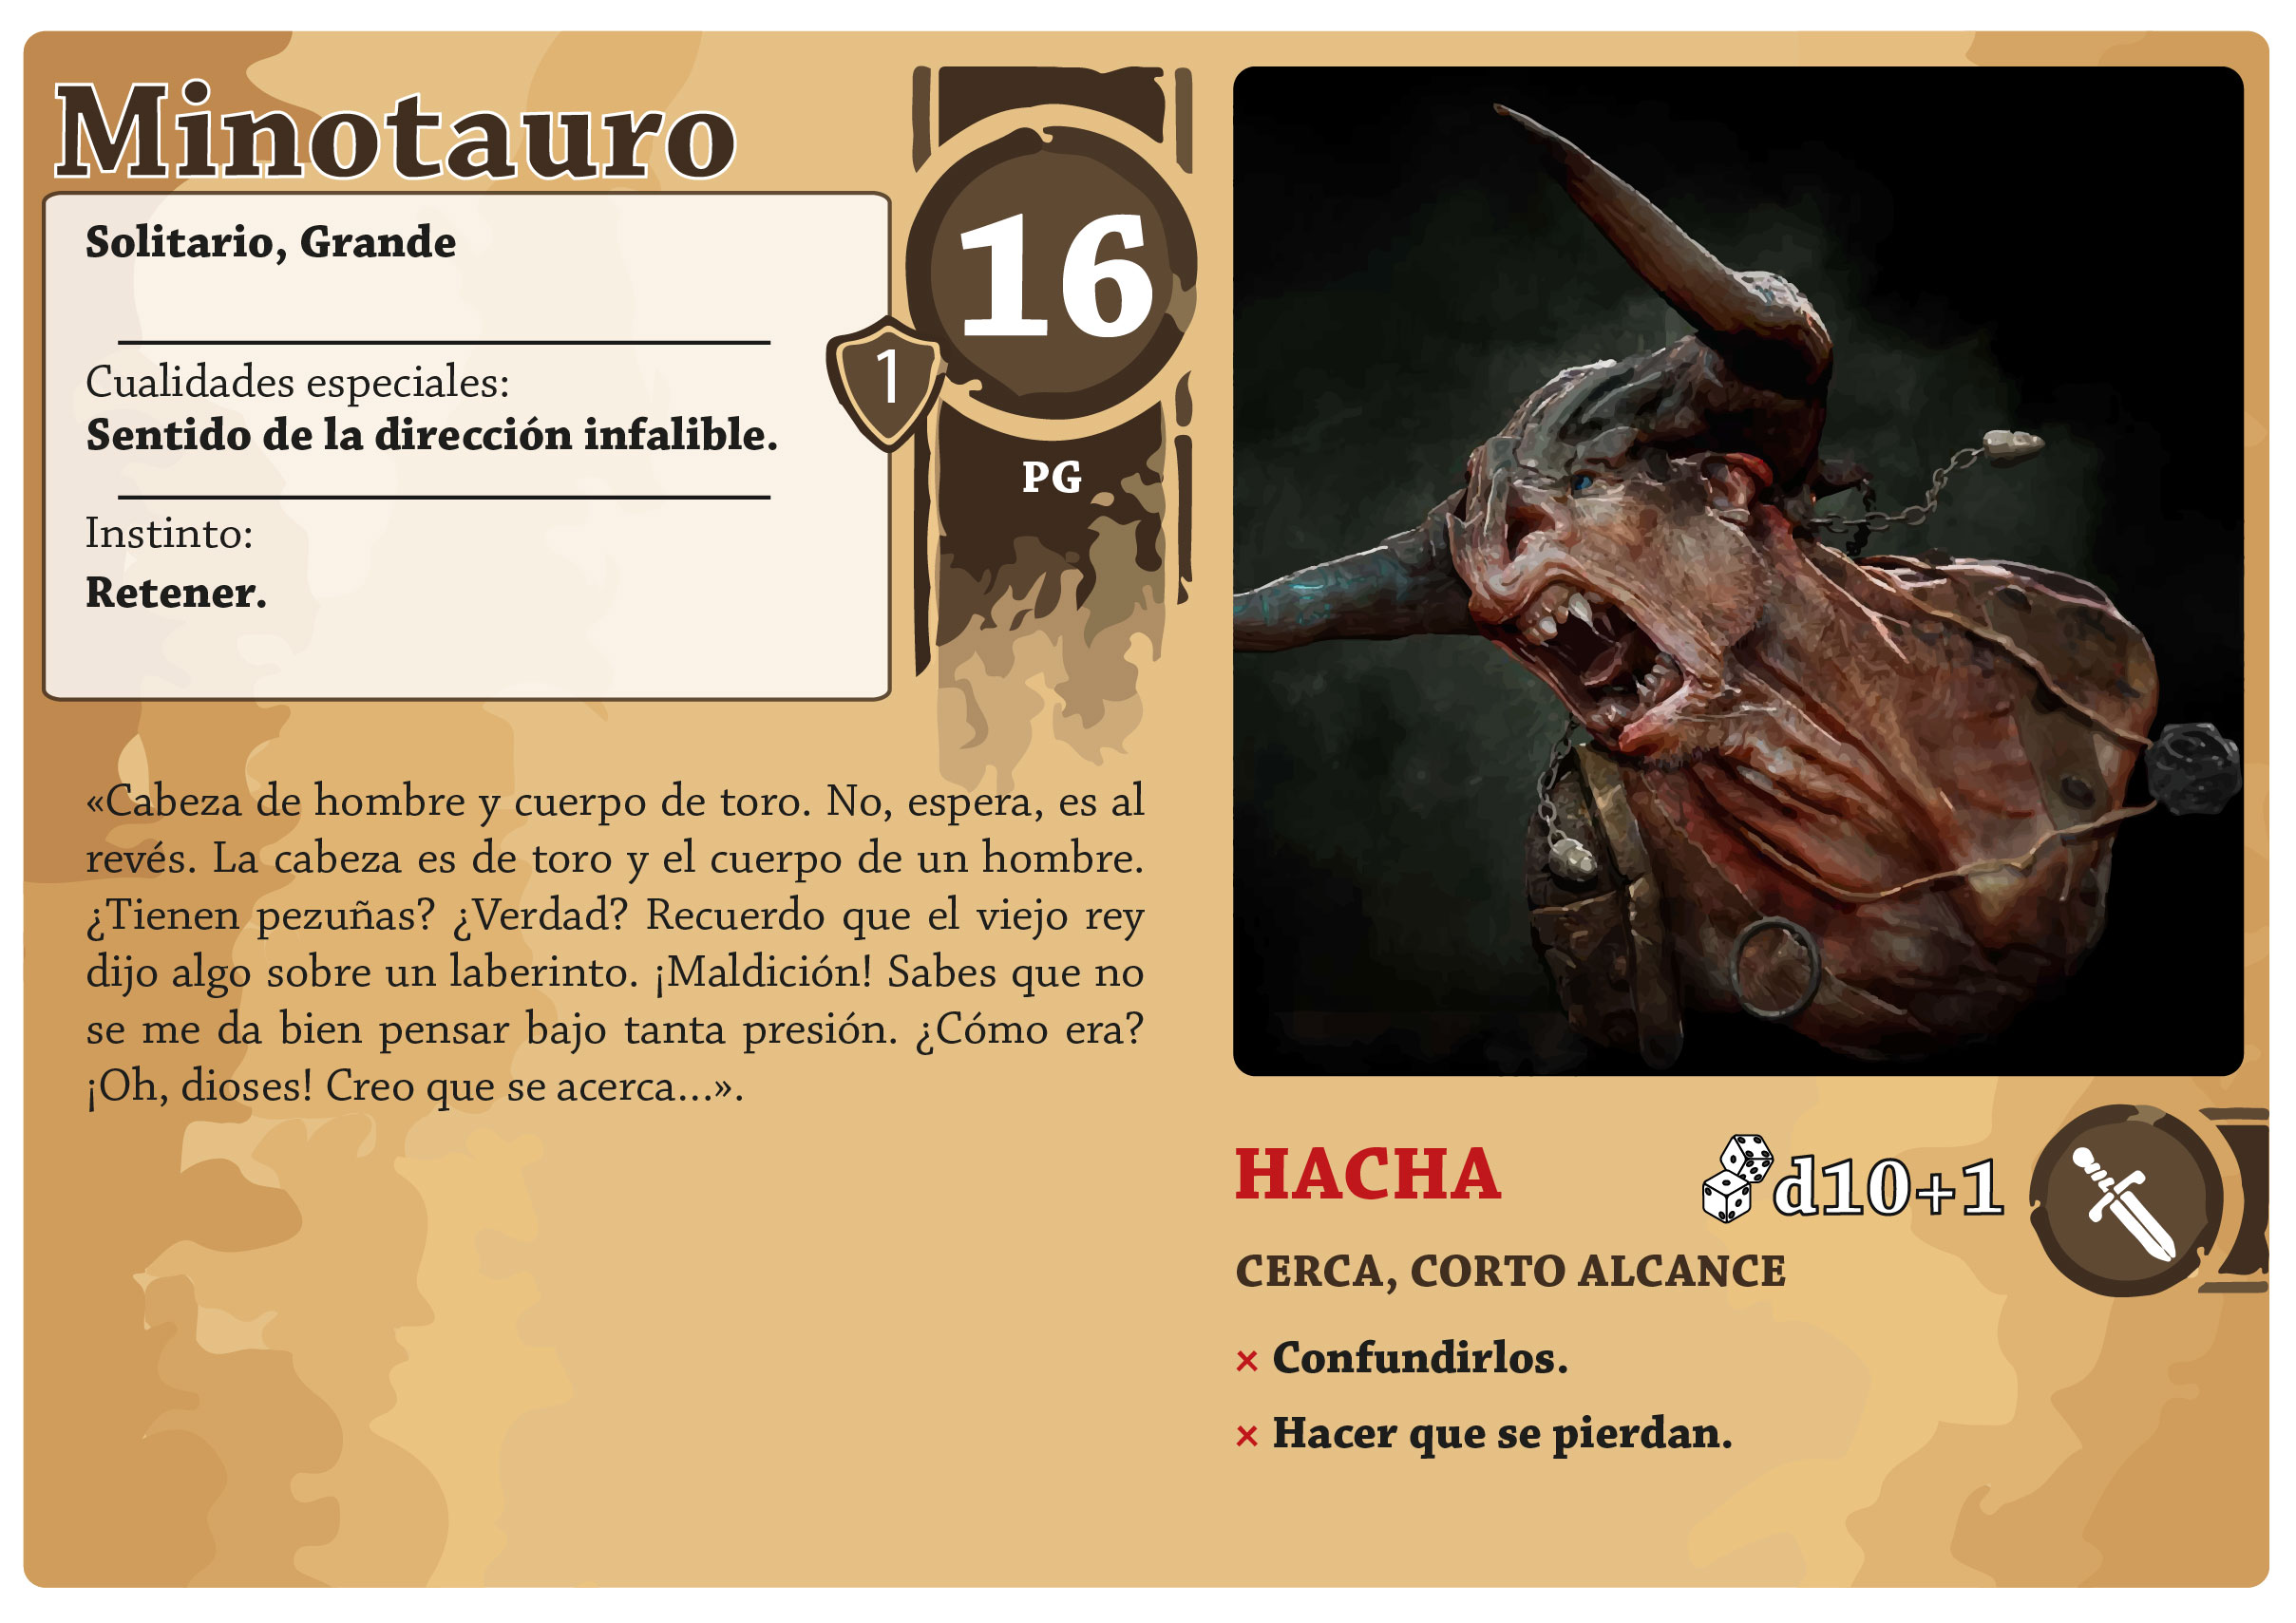 Minotauro
Solitario, Grande
Cualidades especiales:
Sentido de la dirección infalible.
Instinto:
Retener.
16
1
PG
«Cabeza de hombre y cuerpo de toro. No, espera, es al
revés. La cabeza es de toro y el cuerpo de un hombre.
¿Tienen pezuñas? ¿Verdad? Recuerdo que el viejo rey
dijo algo sobre un laberinto. ¡Maldición! Sabes que no
se me da bien pensar bajo tanta presión. ¿Cómo era?
¡Oh, dioses! Creo que se acerca...».
HACHA
d10+1
CERCA, CORTO ALCANCE
× Confundirlos.
× Hacer que se pierdan.